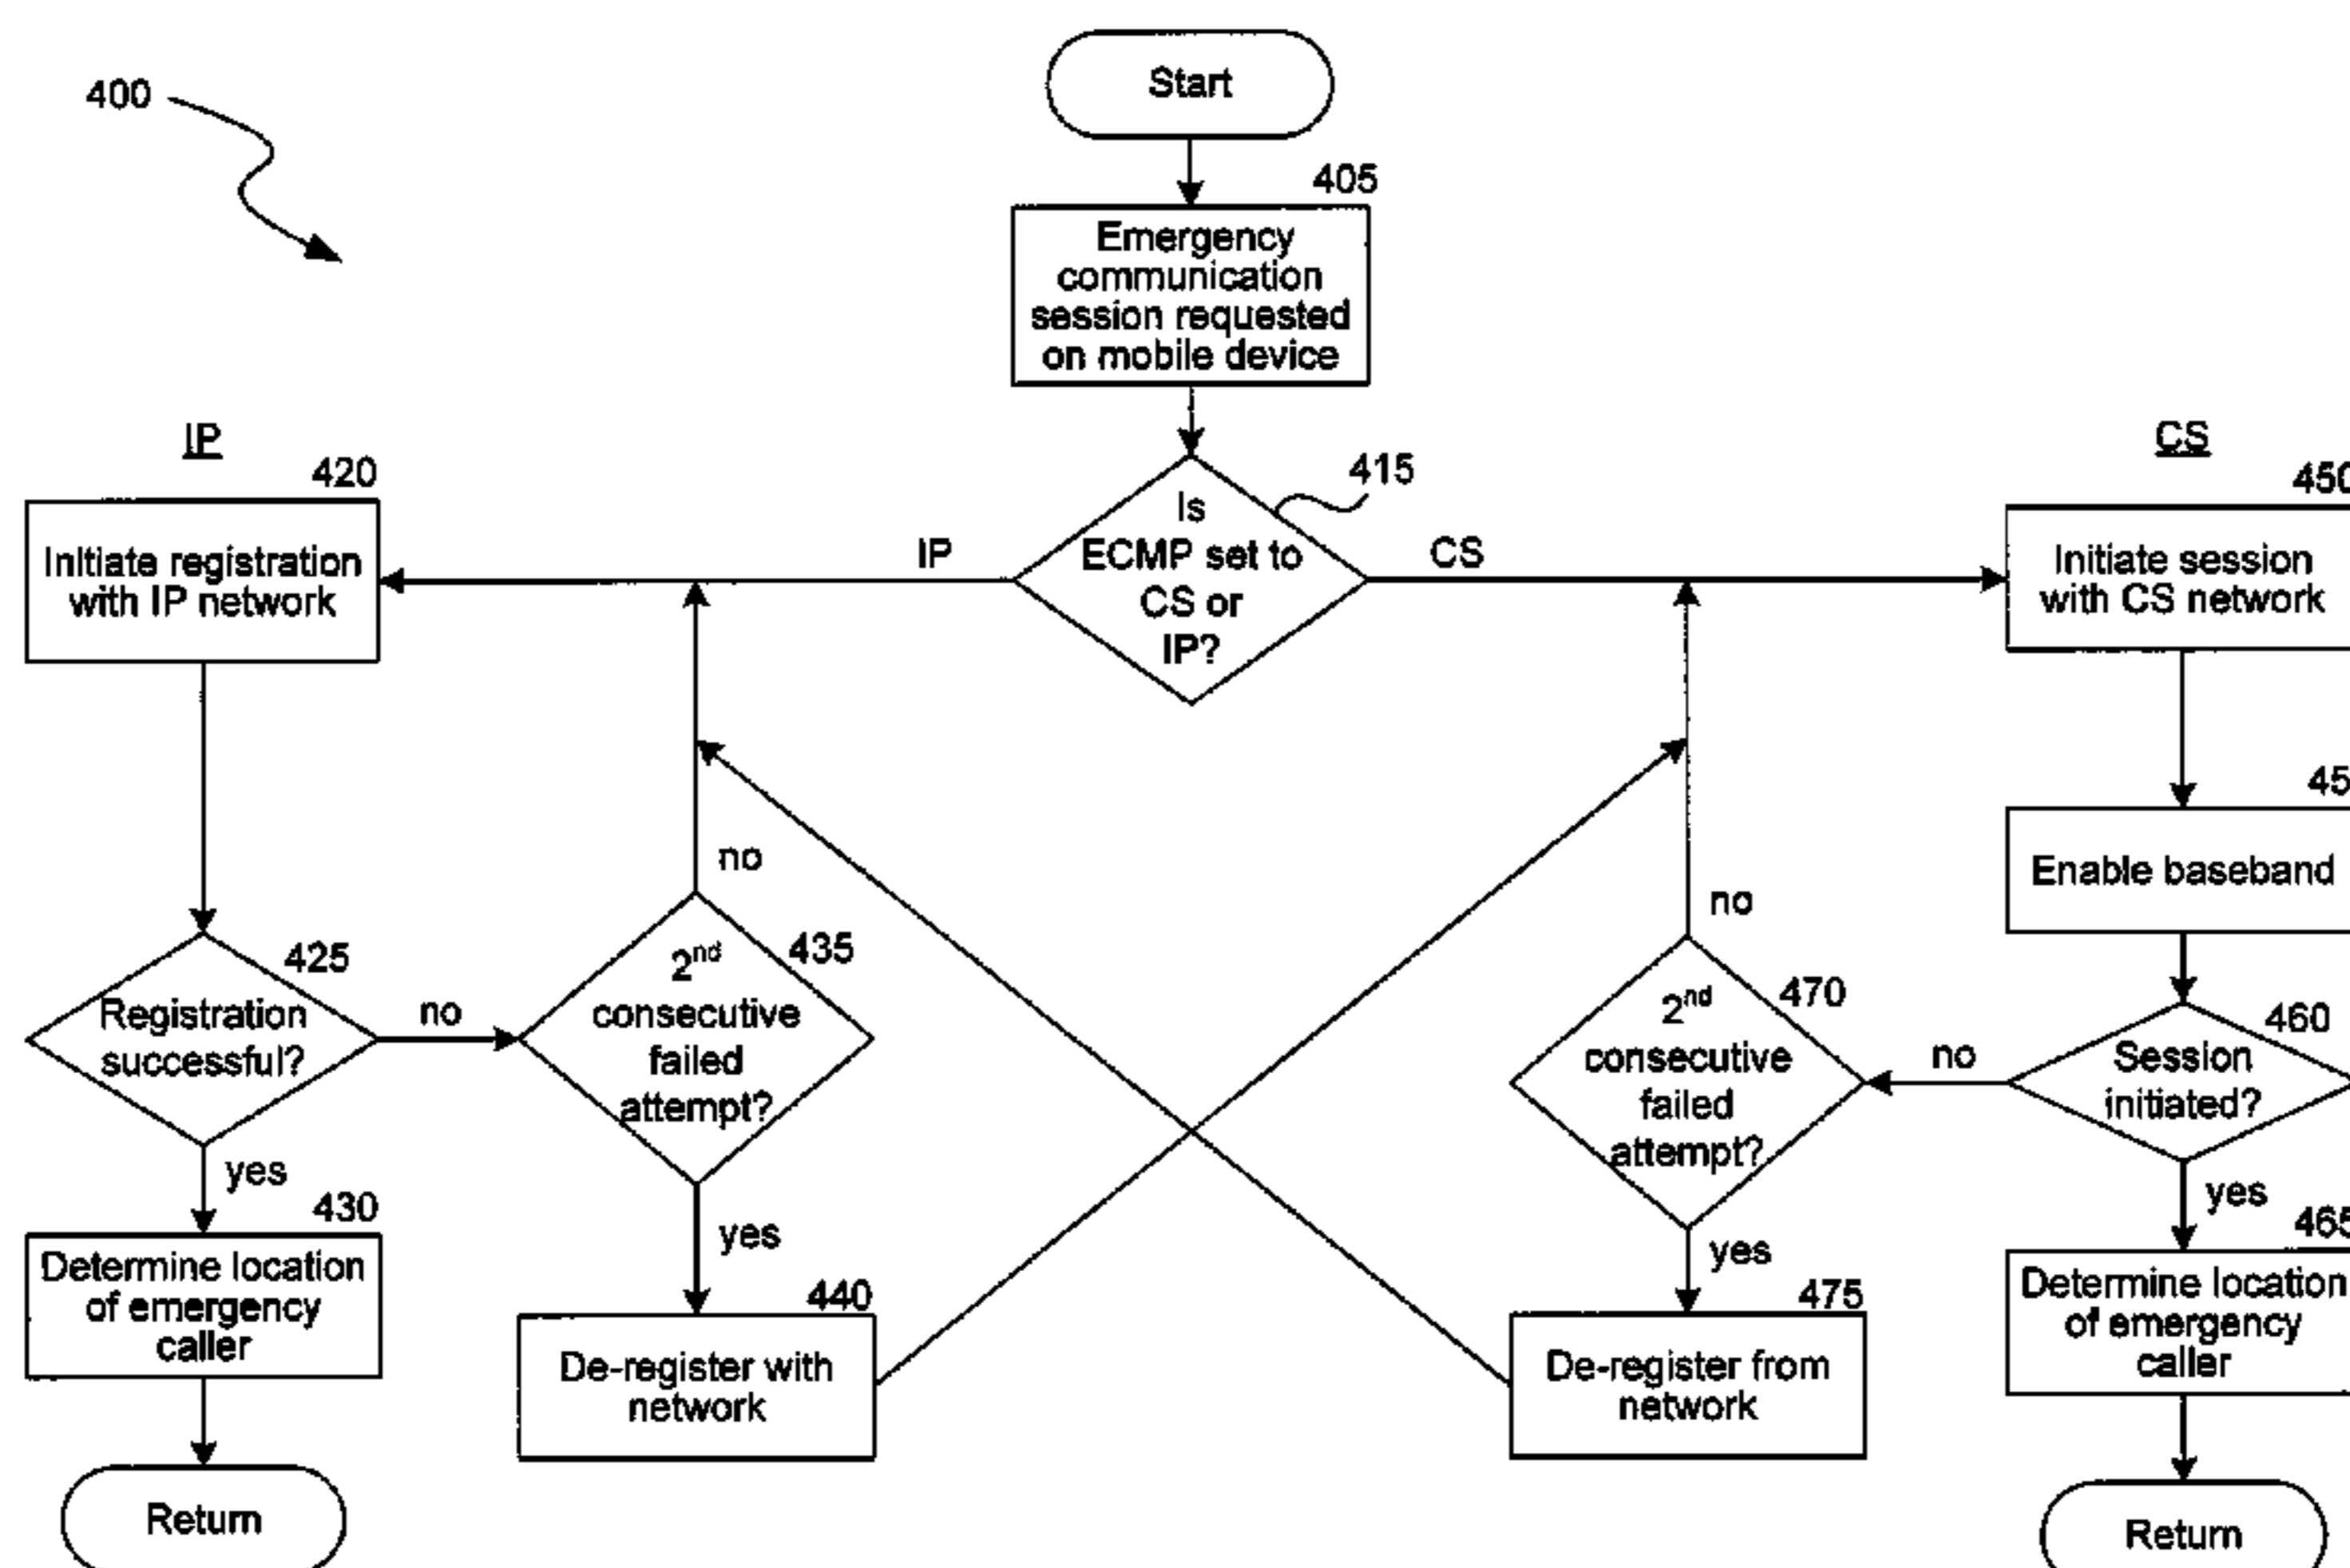 Start
400
405
Emergency
communication
session requested
on mobile device
IP
CS
420
415
450
Initiate registration
with IP network
IP
Is
ECMP set to
CS or
IP?
CS
Initiate session
with CS network
45
Enable baseband
no
no
425
Registration
successful?
no
435
2nd
consecutive
failed
attempt?
470
2nd
consecutive
failed
attempt?
no
460
Session
initiated?
yes
yes
yes
yes
430
Determine location
of emergency
caller
440
De-register with
network
475
De-register from
network
465
Determine location
of emergency
caller
Return
Return